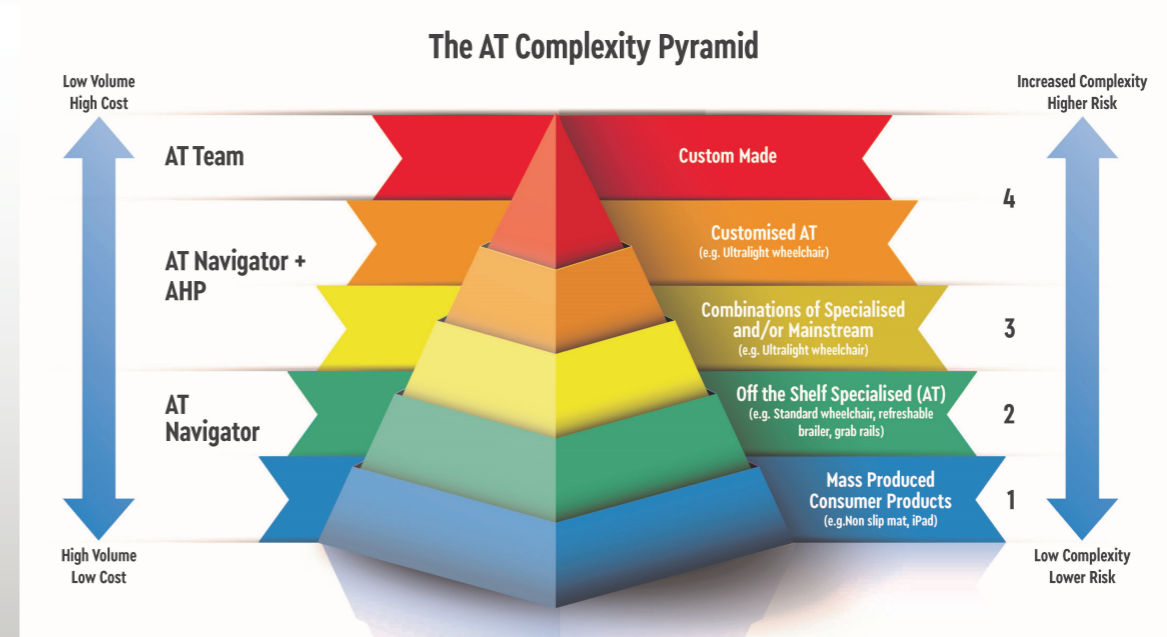 The AT Complexity Pyramid
Low Volume
High Cost
Increased Complexity
Higher Risk
AT Team
Custom Made
4
Customised AT
(e.g. Ultralight wheelchair)
AT Navigator +
AHP
Combinations of Specialised
and/or Mainstream
(e.g. Ultralight wheelchair)
3
AT
Navigator
Off the Shelf Specialised (AT)
(e.g. Standard wheelchair, refreshable
brailer, grab rails)
2
Mass Produced
Consumer Products
(e.g.Non slip mat, iPad)
1
High Volume
Low Cost
Low Complexity
Lower Risk